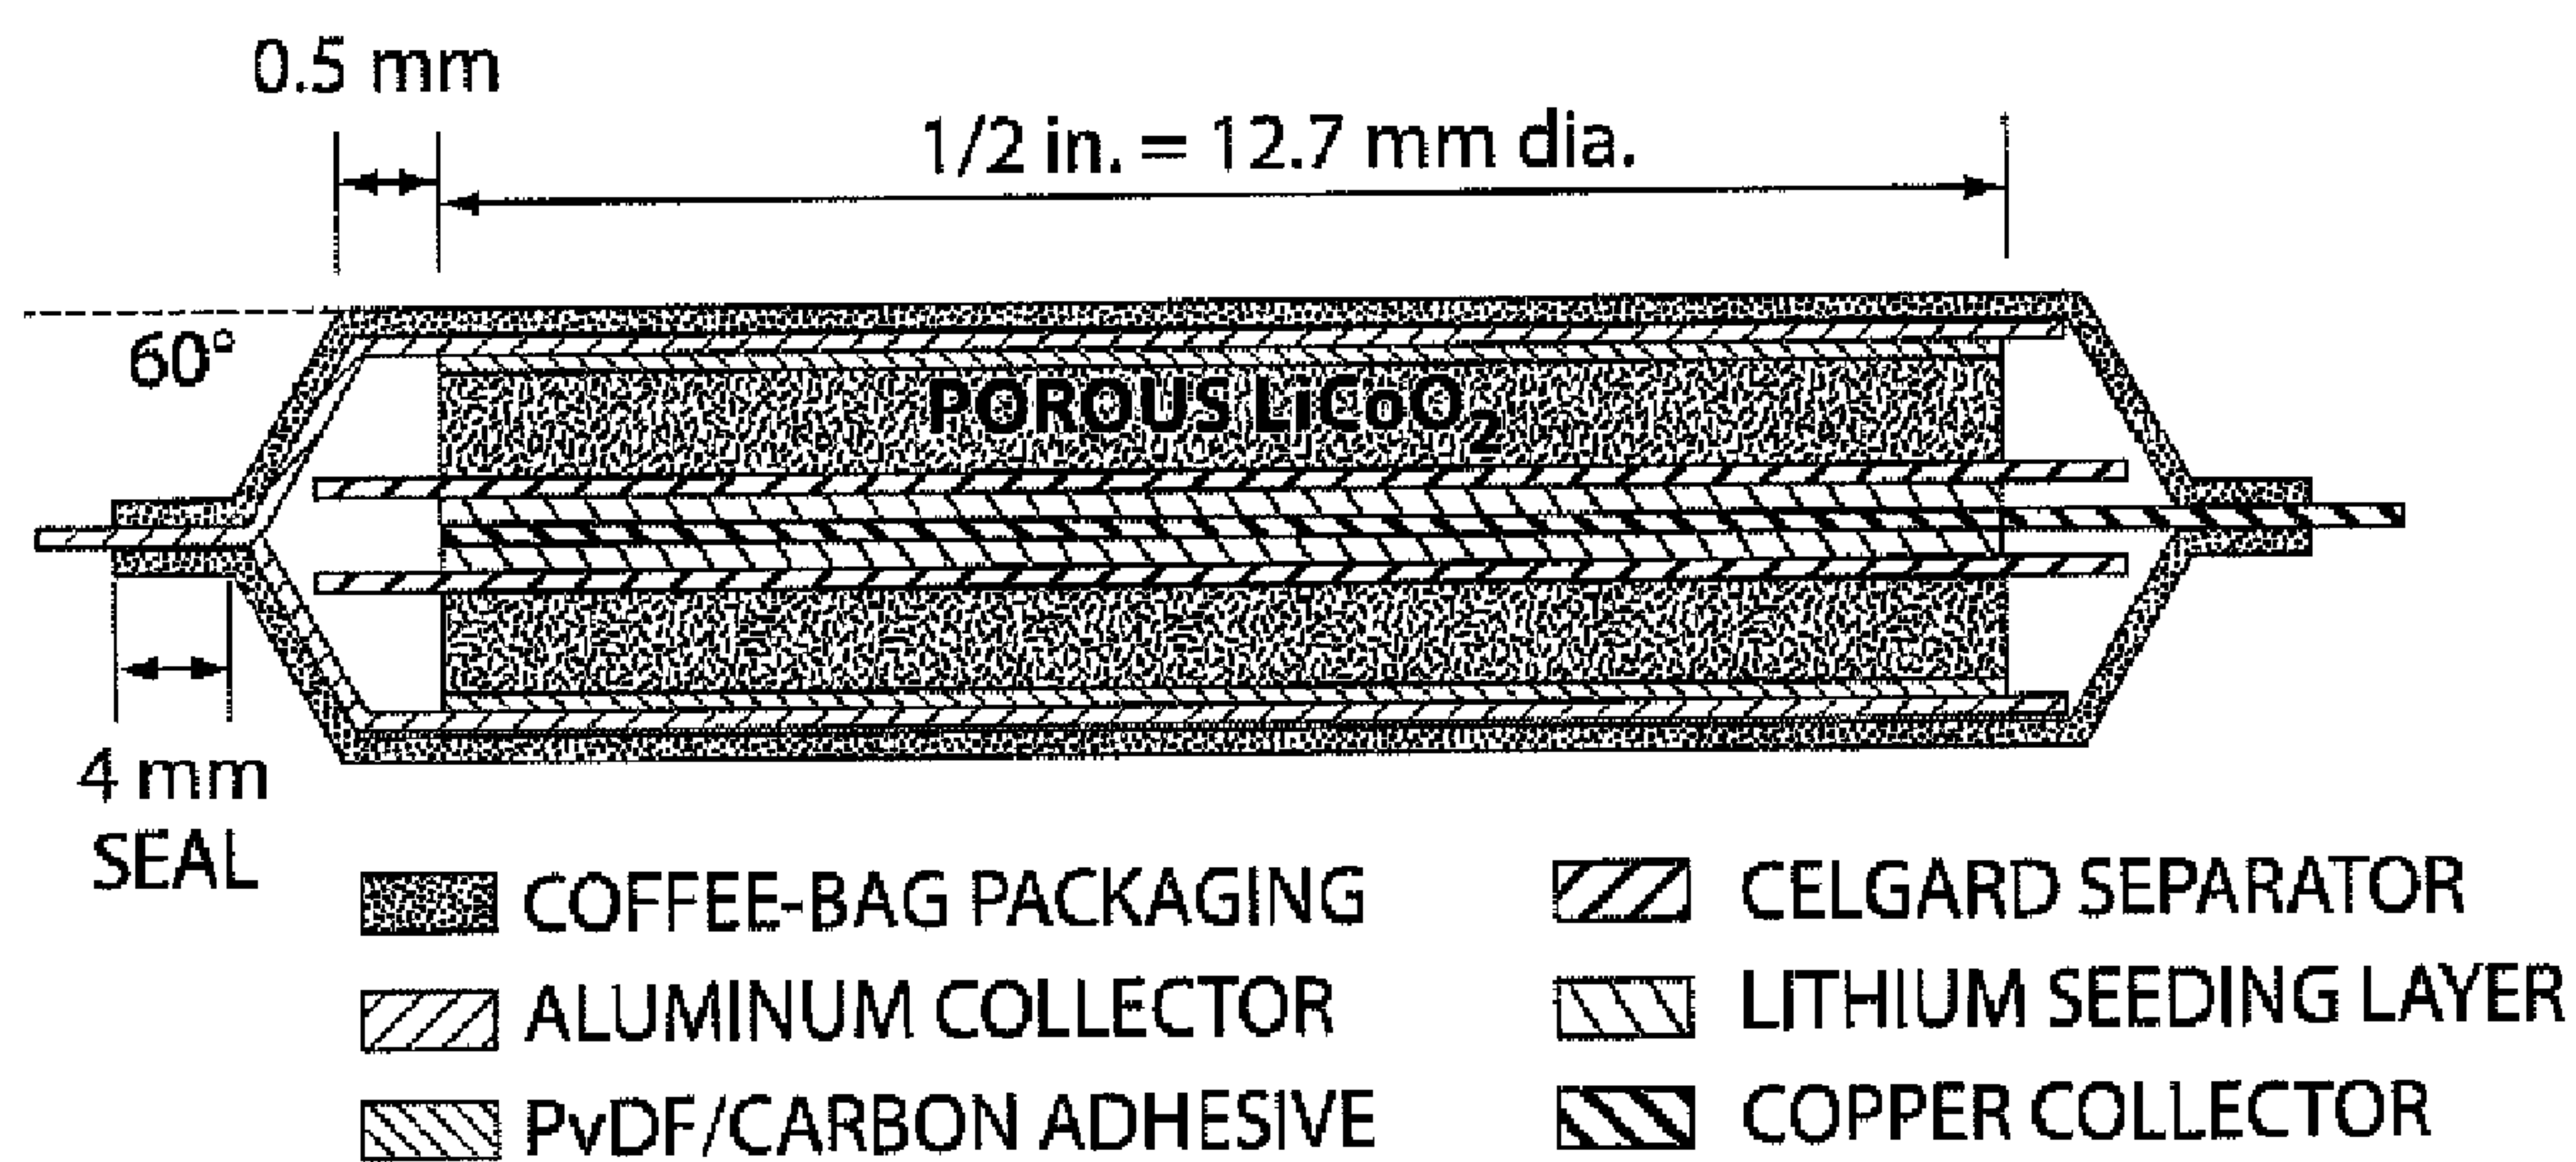 0.5 mm
1/2 in. = 12.7 mm dia.
60°
POROUS LiCoO₂
4 mm
SEAL
COFFEE-BAG PACKAGING
ALUMINUM COLLECTOR
PvDF/CARBON ADHESIVE
CELGARD SEPARATOR
LITHIUM SEEDING LAYER
COPPER COLLECTOR